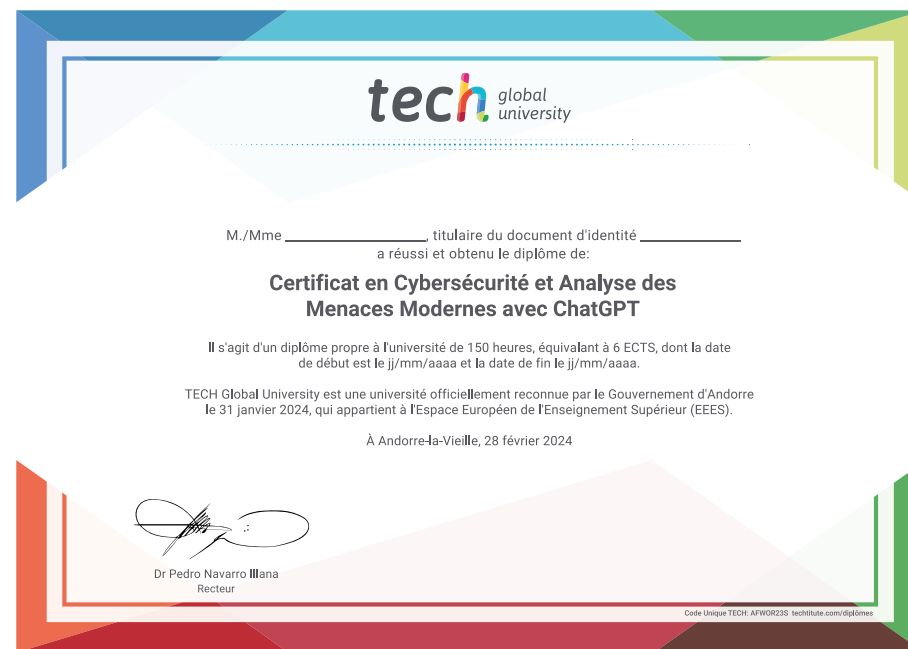 tech global university
M./Mme ____________________, titulaire du document d'identité ______________
a réussi et obtenu le diplôme de:
Certificat en Cybersécurité et Analyse des
Menaces Modernes avec ChatGPT
Il s'agit d'un diplôme propre à l'université de 150 heures, équivalant à 6 ECTS, dont la date
de début est le jj/mm/aaaa et la date de fin le jj/mm/aaaa.
TECH Global University est une université officiellement reconnue par le Gouvernement d'Andorre
le 31 janvier 2024, qui appartient à l'Espace Européen de l'Enseignement Supérieur (EEES).
À Andorre-la-Vieille, 28 février 2024
Dr Pedro Navarro Illana
Recteur
Code Unique TECH: AFWOR23S techtitute.com/diplômes